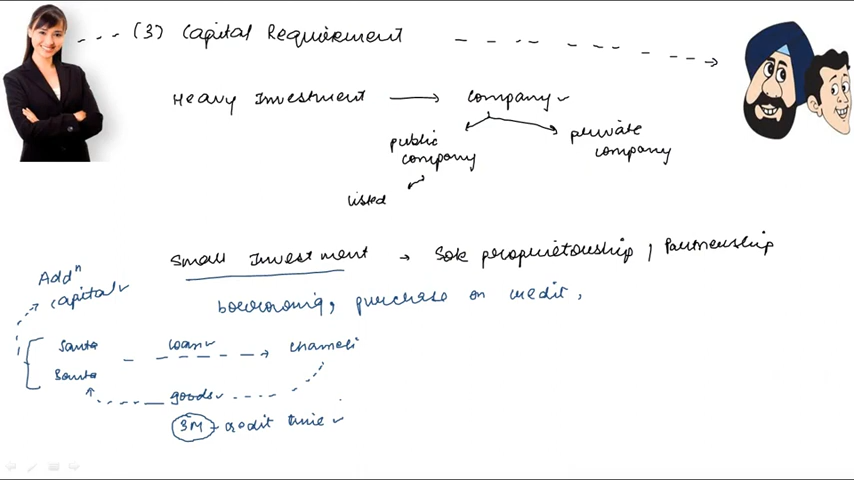 (3) Capital Requirement
Heavy Investment → company ✓
public company
private company
listed
Small Investment → Sole proprietorship, Partnership
borrowing, purchase on credit,
Addⁿ capital ✓
Santa
Banta
loan ✓
chameli
goods ✓
3M - credit time ✓